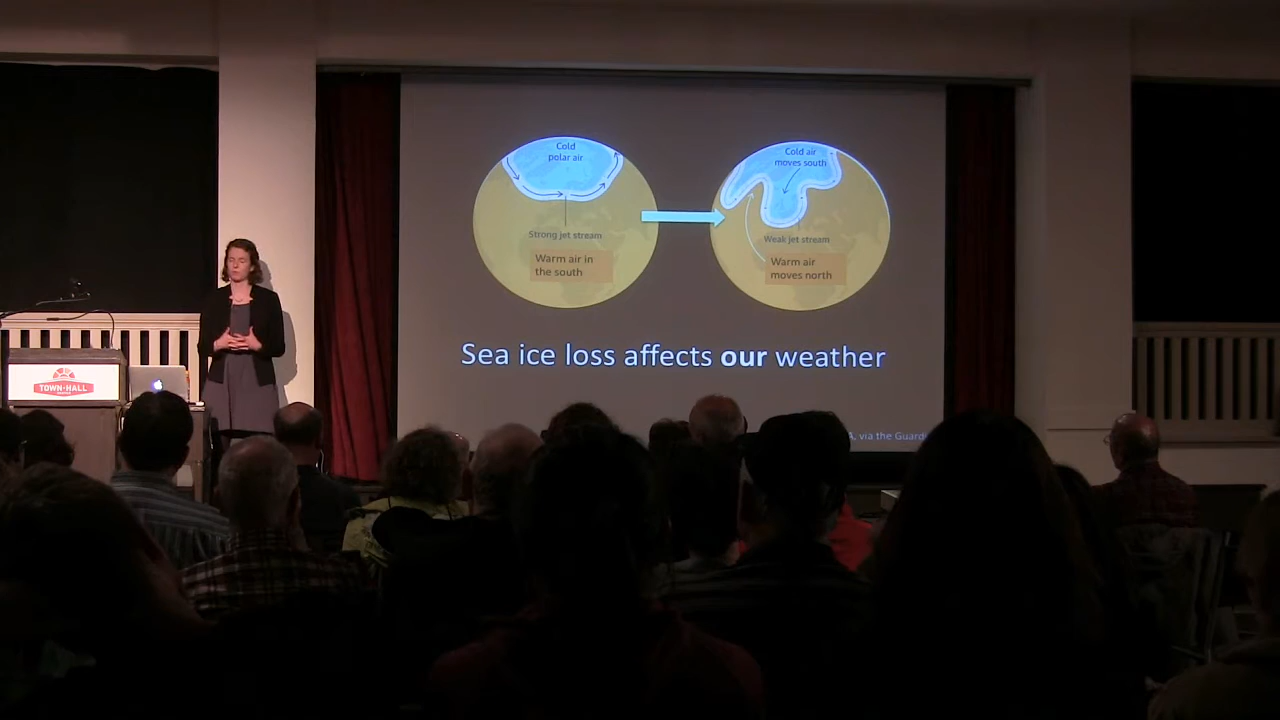 Cold
polar air
Strong jet stream
Warm air in
the south
Cold air
moves south
Weak jet stream
Warm air
moves north
Sea ice loss affects our weather
via the
TOWN HALL